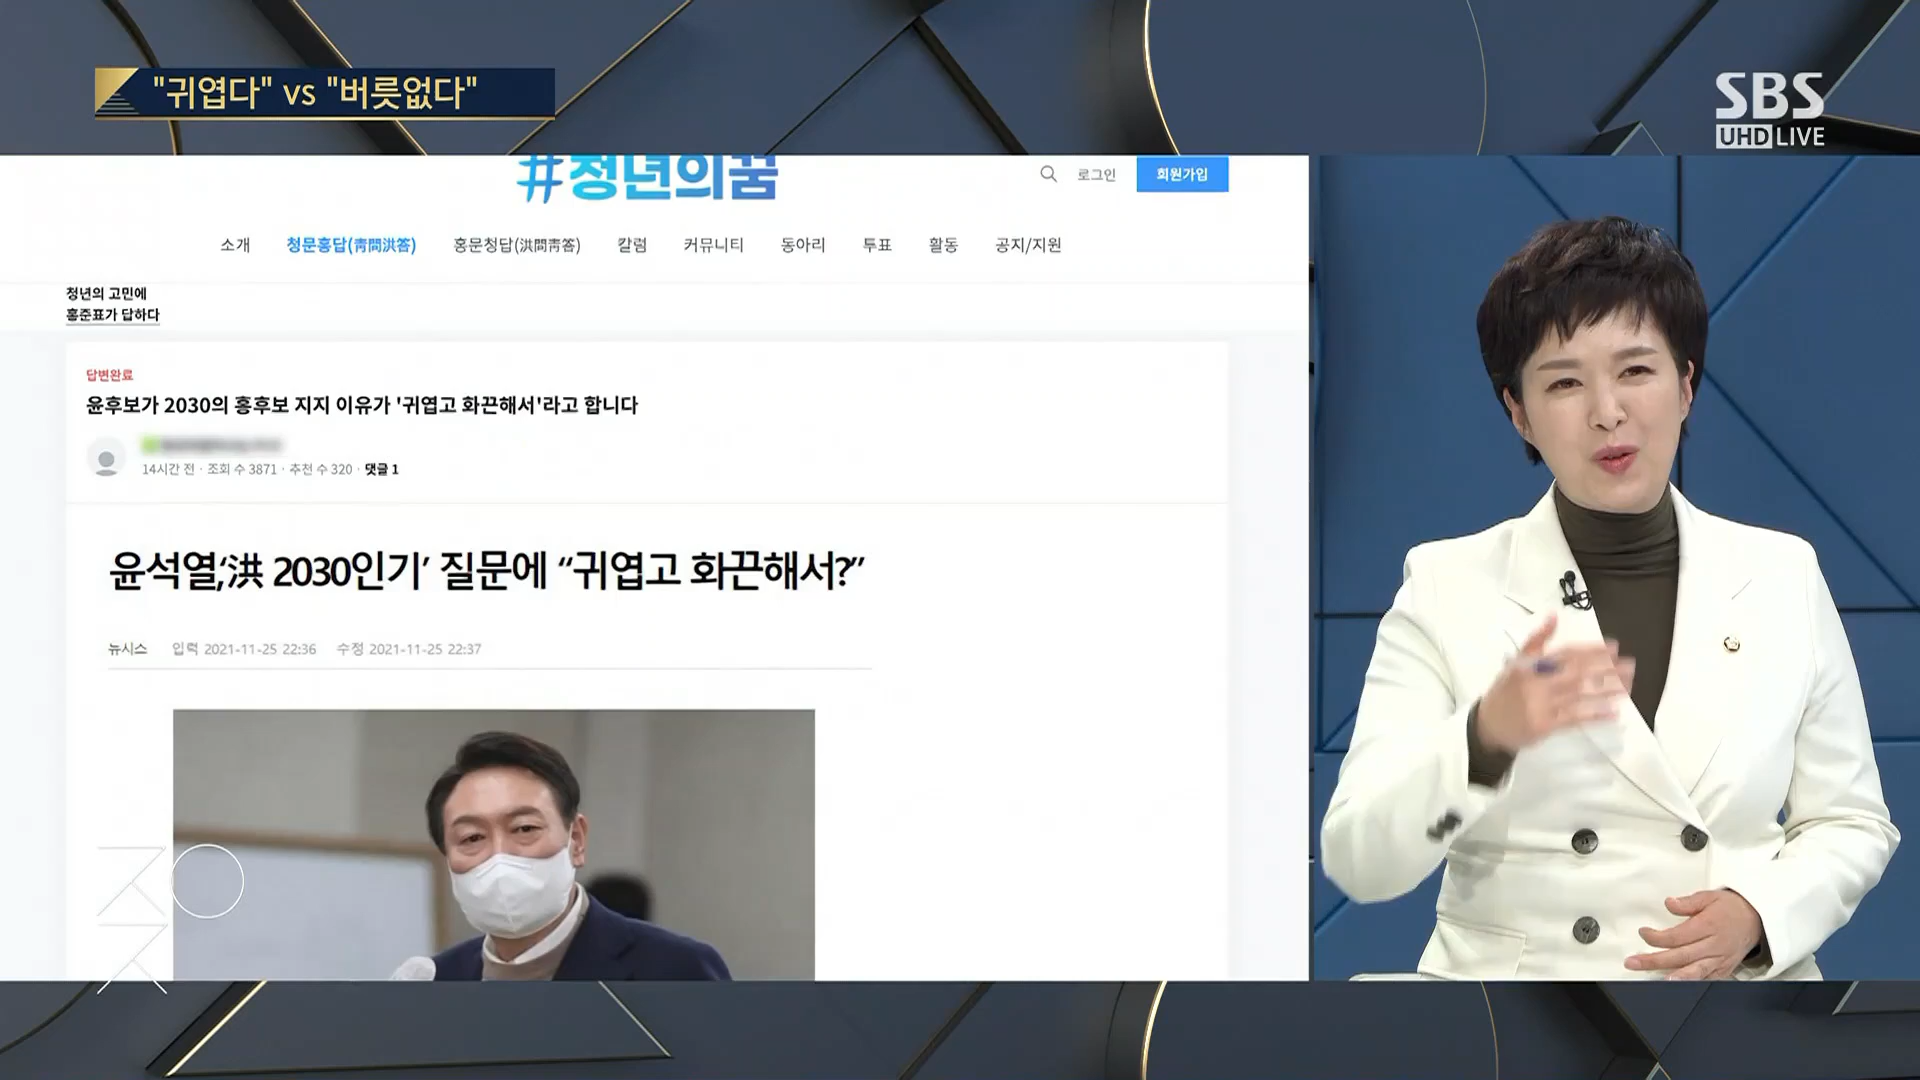 "귀엽다" vs "버릇없다"
SBS
UHD LIVE
#청년의꿈
로그인
회원가입
소개 청문홍답(靑問洪答) 홍문청답(洪問靑答) 칼럼 커뮤니티 동아리 투표 활동 공지/지원
청년의 고민에
홍준표가 답하다
답변완료
윤후보가 2030의 홍후보 지지 이유가 '귀엽고 화끈해서'라고 합니다
14시간 전 · 조회 수 3871 · 추천 수 320 · 댓글 1
윤석열,‘洪 2030인기’ 질문에 “귀엽고 화끈해서?”
뉴시스 입력 2021-11-25 22:36 수정 2021-11-25 22:37